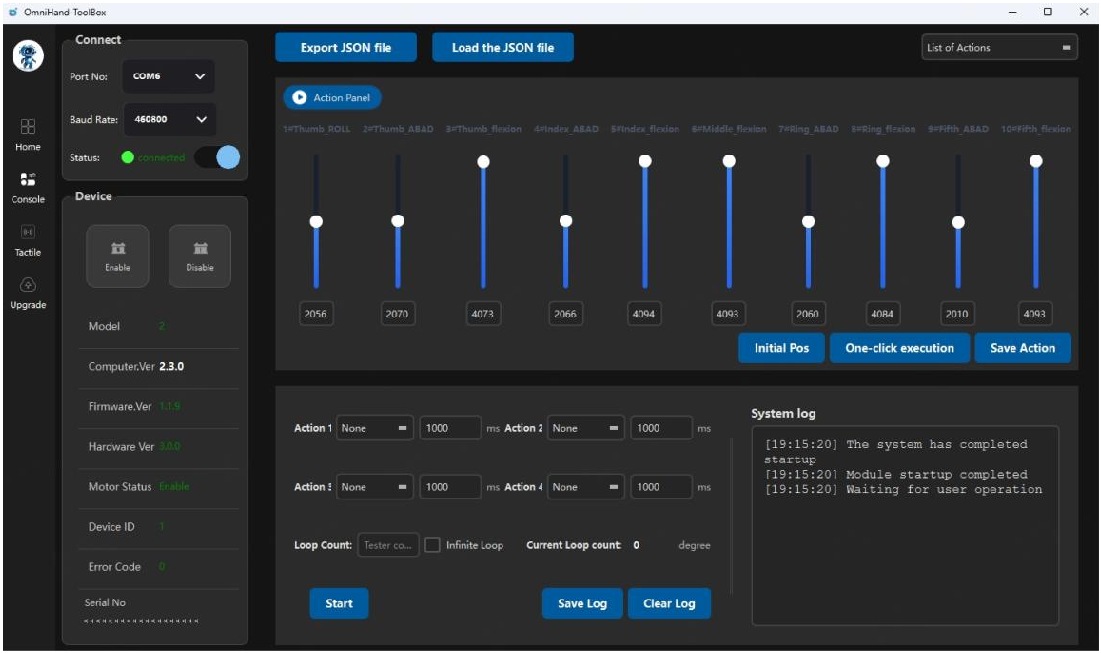 OmniHand ToolBox
Connect
Port No: COM6
Baud Rate: 460800
Status: connected
Home
Console
Tactile
Upgrade
Device
Enable Disable
Model 2
Computer.Ver 2.3.0
Firmware.Ver 1.1.9
Hardware Ver 3.0.0
Motor Status Enable
Device ID 1
Error Code 0
Serial No
Export JSON file Load the JSON file List of Actions
Action Panel
1#Thumb_ROLL 2#Thumb_ABAD 3#Thumb_flexion 4#Index_ABAD 5#Index_flexion 6#Middle_flexion 7#Ring_ABAD 8#Ring_flexion 9#Fifth_ABAD 10#Fifth_flexion
2056 2070 4073 2066 4094 4093 2060 4084 2010 4093
Initial Pos One-click execution Save Action
Action 1 None 1000 ms Action 2 None 1000 ms
Action 3 None 1000 ms Action 4 None 1000 ms
Loop Count: Tester co... Infinite Loop Current Loop count: 0 degree
Start Save Log Clear Log
System log
[19:15:20] The system has completed
startup
[19:15:20] Module startup completed
[19:15:20] Waiting for user operation